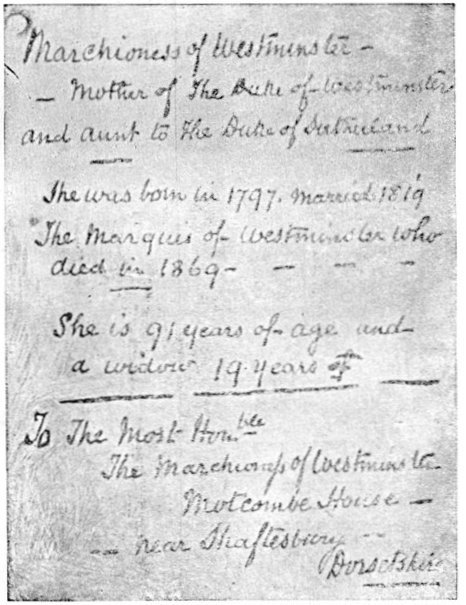 Marchioness of Westminster -
- Mother of The Duke of Westminster
and aunt to The Duke of Sutherland
She was born in 1797. married 1819
The Marquis of Westminster who
died in 1869 - - - -
She is 91 years of age and
a widow 19 years
To The Most Hon.ble
The Marchioness of Westminster
Motcombe House -
- near Shaftesbury -
Dorsetshire